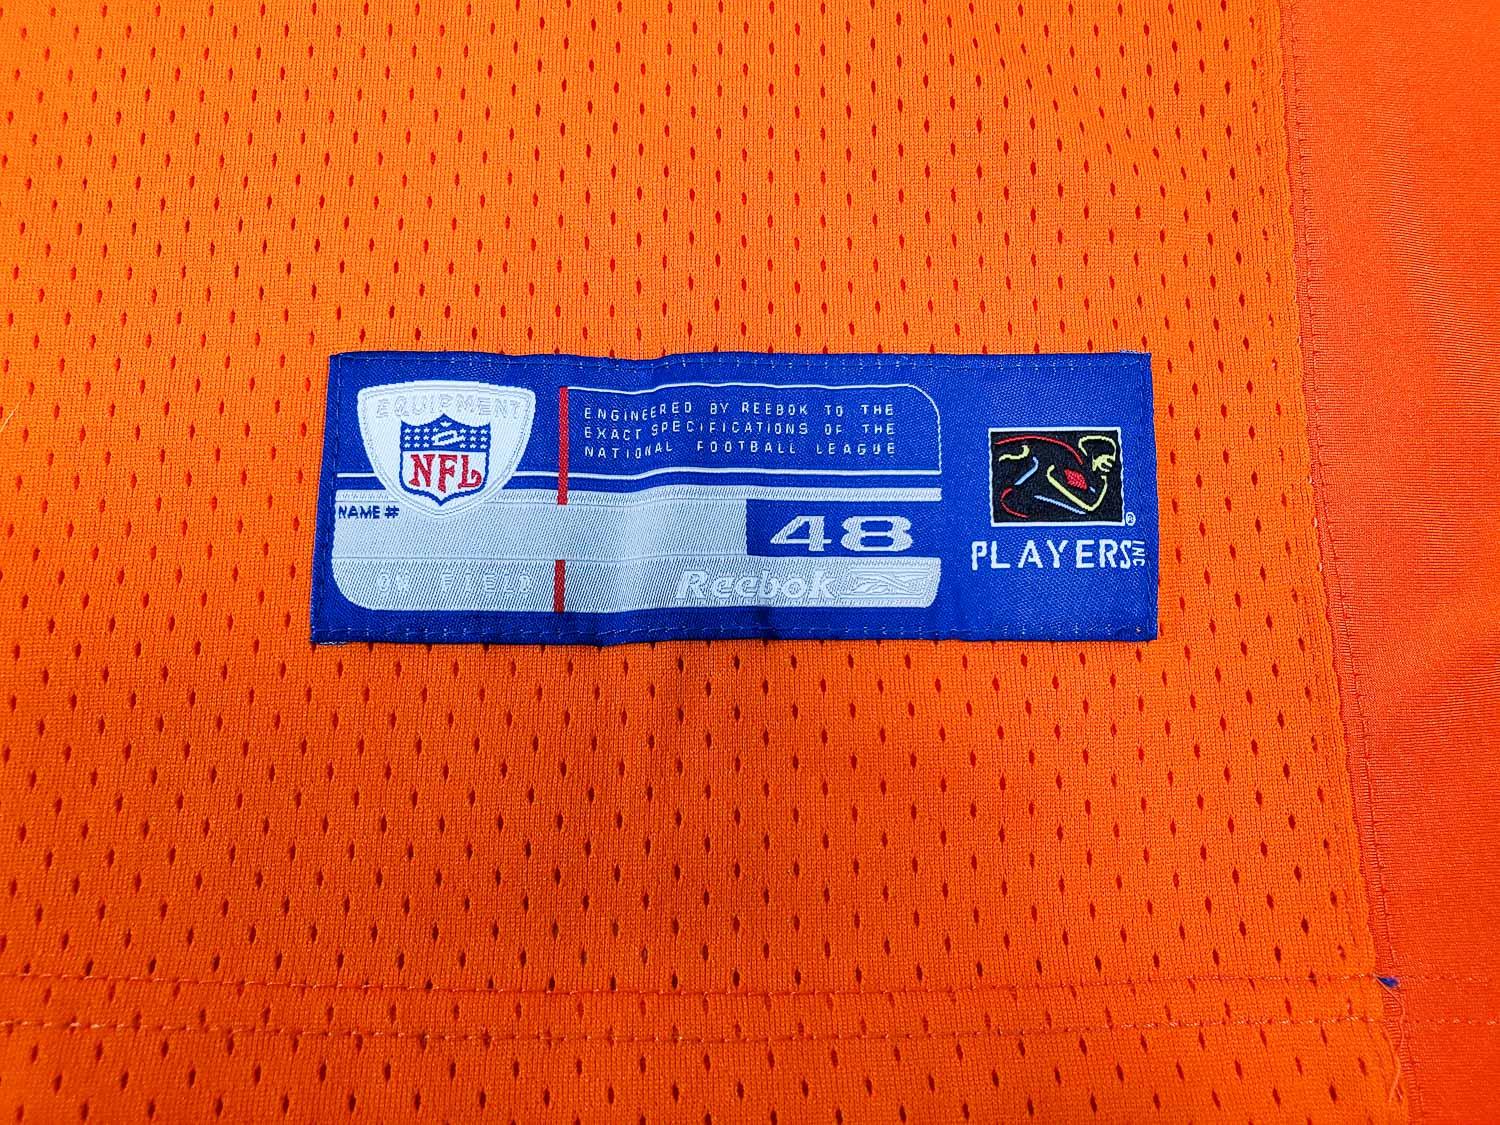 EQUIPMENT
NFL
ENGINEERED BY REEBOK TO THE
EXACT SPECIFICATIONS OF THE
NATIONAL FOOTBALL LEAGUE
NAME #
48
ON FIELD
Reebok
PLAYERS INC